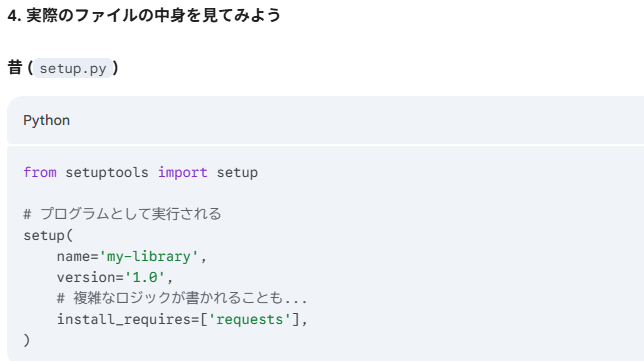 4. 実際のファイルの中身を見てみよう
昔 (setup.py)
Python
from setuptools import setup
# プログラムとして実行される
setup(
    name='my-library',
    version='1.0',
    # 複雑なロジックが書かれることも...
    install_requires=['requests'],
)